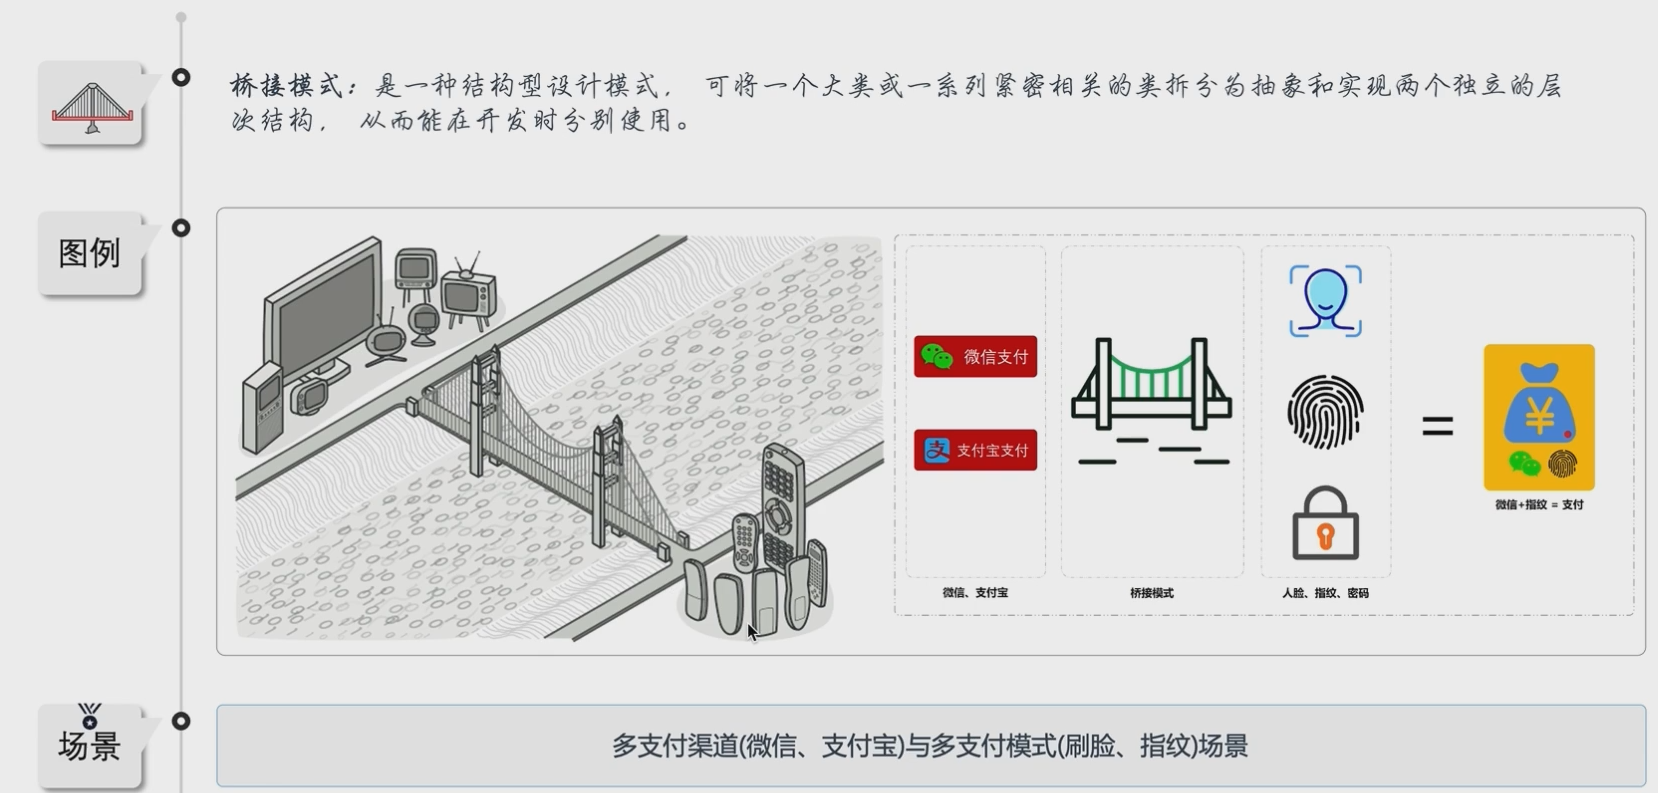 桥接模式：是一种结构型设计模式， 可将一个大类或一系列紧密相关的类拆分为抽象和实现两个独立的层
次结构， 从而能在开发时分别使用。
图例
微信支付
支付宝支付
微信、支付宝
桥接模式
人脸、指纹、密码
=
¥
微信+指纹 = 支付
场景
多支付渠道(微信、支付宝)与多支付模式(刷脸、指纹)场景